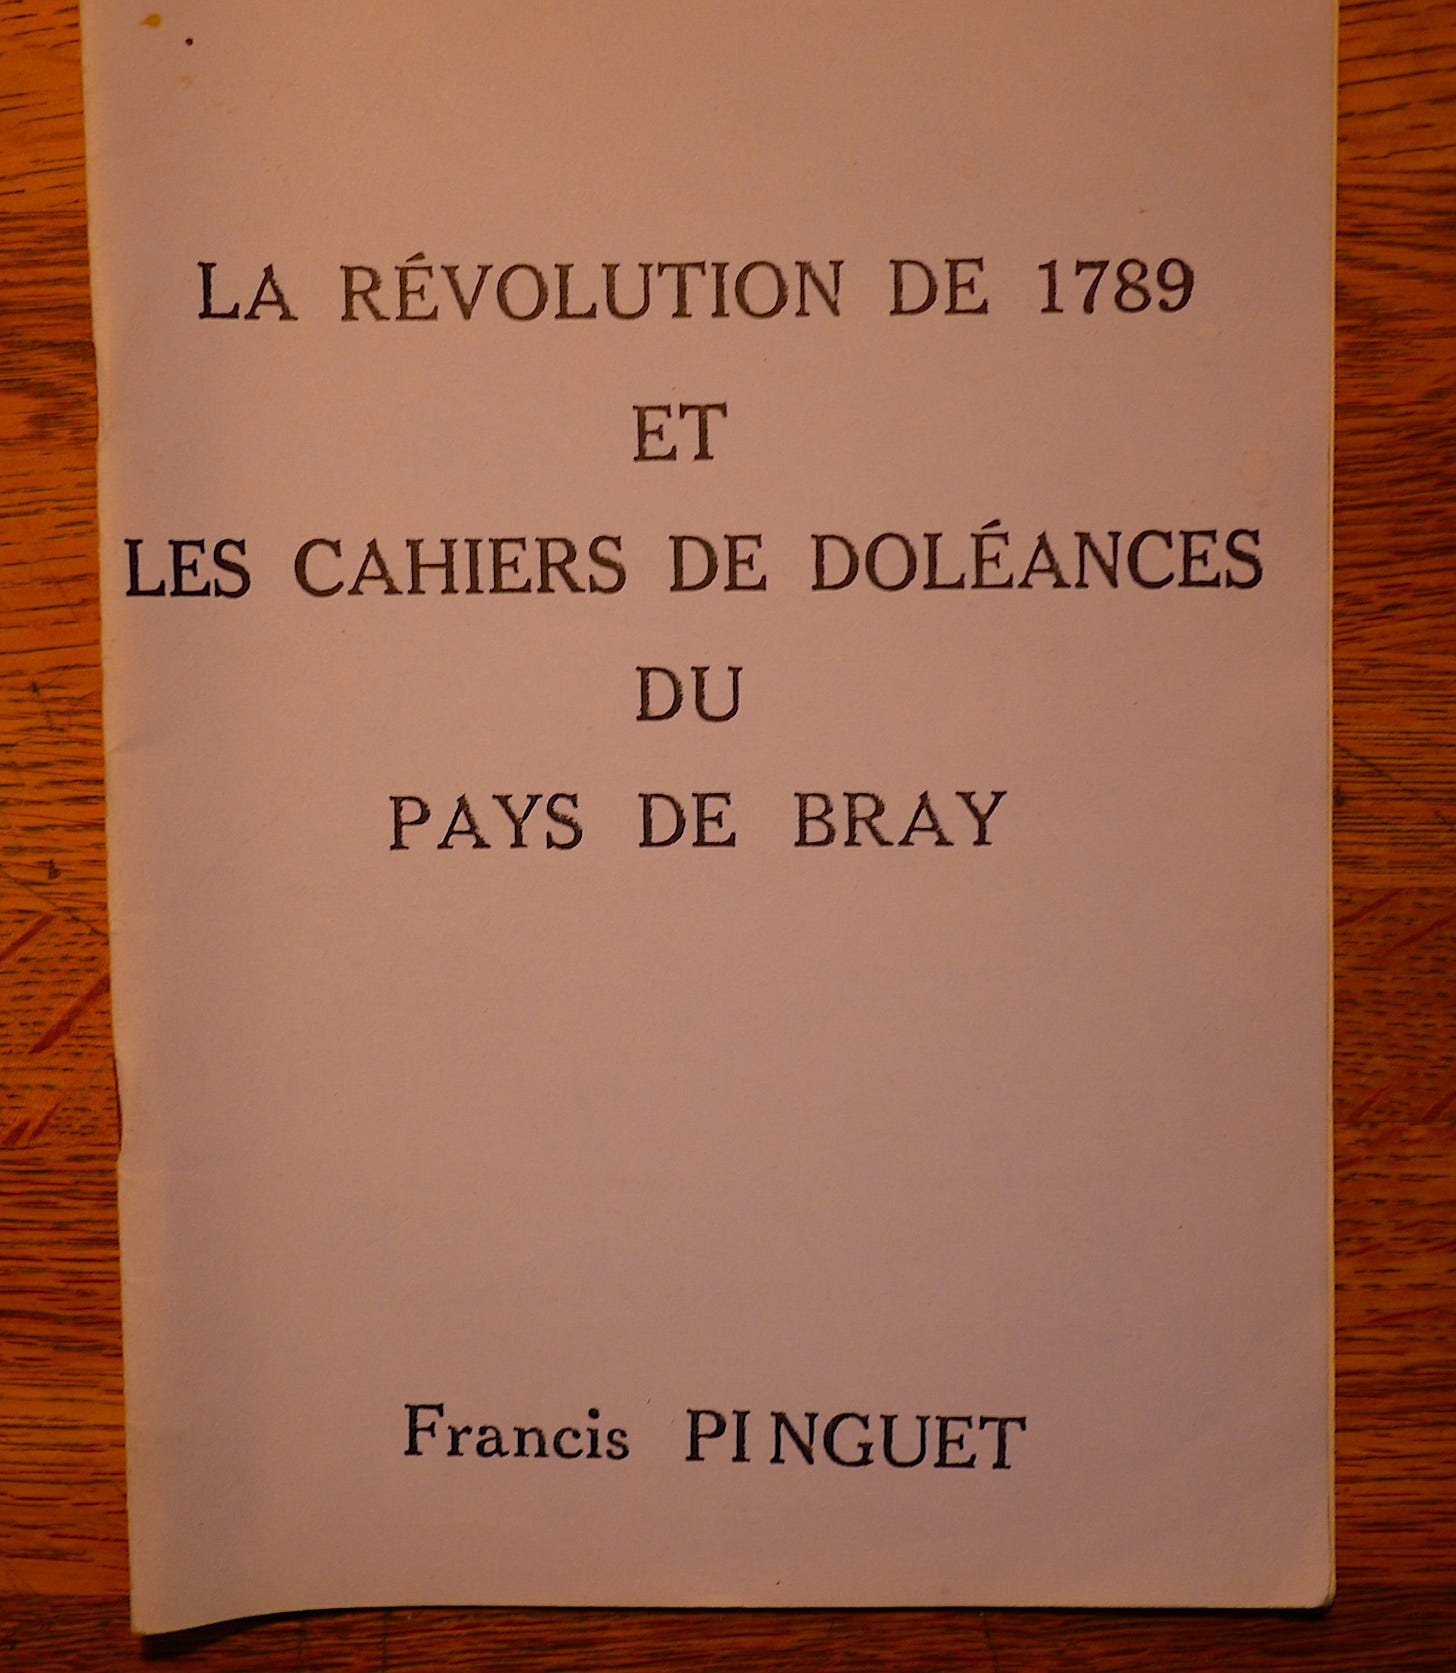 LA RÉVOLUTION DE 1789
ET
LES CAHIERS DE DOLÉANCES
DU
PAYS DE BRAY
Francis PINGUET